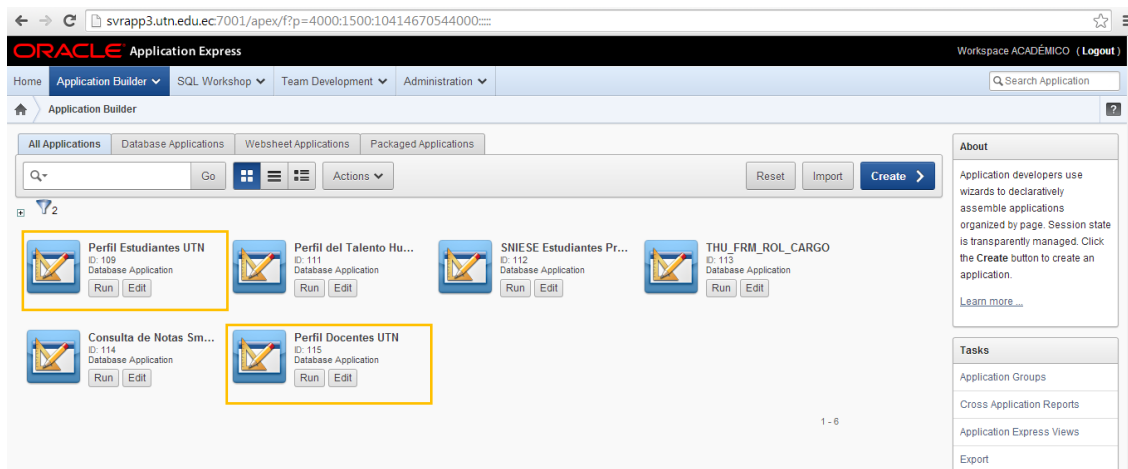 svrapp3.utn.edu.ec:7001/apex/f?p=4000:1500:10414670544000:::::
ORACLE Application Express
Workspace ACADÉMICO ( Logout )
Home Application Builder SQL Workshop Team Development Administration
Search Application
Application Builder
?
All Applications Database Applications Websheet Applications Packaged Applications
Go Actions Reset Import Create
2
Perfil Estudiantes UTN
ID: 109
Database Application
Run Edit
Perfil del Talento Hu...
ID: 111
Database Application
Run Edit
SNIESE Estudiantes Pr...
ID: 112
Database Application
Run Edit
THU_FRM_ROL_CARGO
ID: 113
Database Application
Run Edit
Consulta de Notas Sm...
ID: 114
Database Application
Run Edit
Perfil Docentes UTN
ID: 115
Database Application
Run Edit
1 - 6
About
Application developers use
wizards to declaratively
assemble applications
organized by page. Session state
is transparently managed. Click
the Create button to create an
application.
Learn more ...
Tasks
Application Groups
Cross Application Reports
Application Express Views
Export